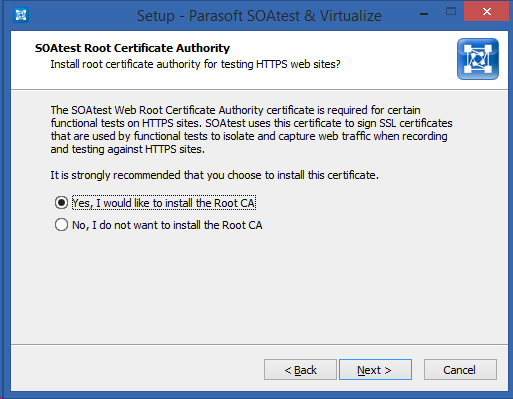 Setup - Parasoft SOAtest & Virtualize
SOAtest Root Certificate Authority
Install root certificate authority for testing HTTPS web sites?
The SOAtest Web Root Certificate Authority certificate is required for certain
functional tests on HTTPS sites. SOAtest uses this certificate to sign SSL certificates
that are used by functional tests to isolate and capture web traffic when recording
and testing against HTTPS sites.
It is strongly recommended that you choose to install this certificate.
Yes, I would like to install the Root CA
No, I do not want to install the Root CA
< Back
Next >
Cancel